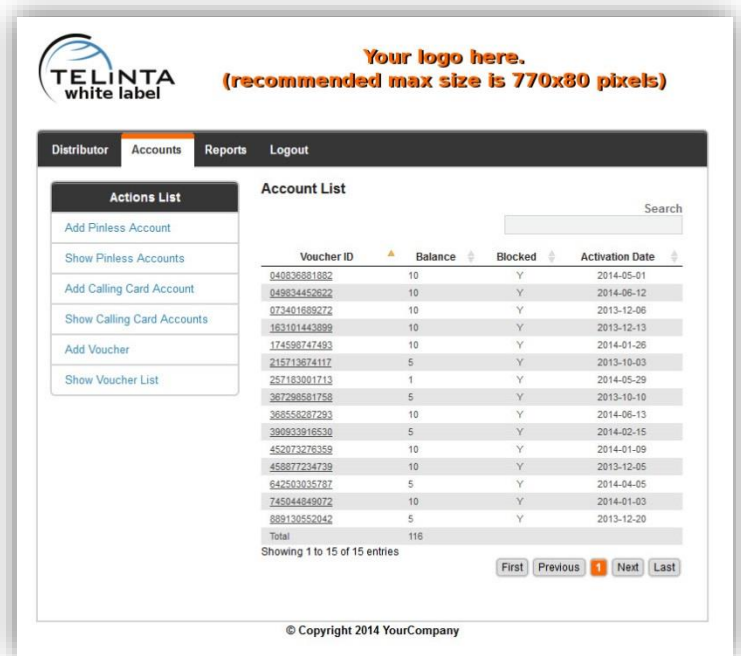 TELINTA
white label
Your logo here.
(recommended max size is 770x80 pixels)
Distributor Accounts Reports Logout
Actions List
Add Pinless Account
Show Pinless Accounts
Add Calling Card Account
Show Calling Card Accounts
Add Voucher
Show Voucher List
Account List
Search
Voucher ID Balance Blocked Activation Date
040836881882 10 Y 2014-05-01
049834452622 10 Y 2014-06-12
073401689272 10 Y 2013-12-06
163101443899 10 Y 2013-12-13
174598747493 10 Y 2014-01-26
215713674117 5 Y 2013-10-03
257183001713 1 Y 2014-05-29
367298581758 5 Y 2013-10-10
368558287293 10 Y 2014-06-13
390933916530 5 Y 2014-02-15
452073276359 10 Y 2014-01-09
458877234739 10 Y 2013-12-05
642503035787 5 Y 2014-04-05
745044849072 10 Y 2014-01-03
889130552042 5 Y 2013-12-20
Total 116
Showing 1 to 15 of 15 entries
First Previous 1 Next Last
© Copyright 2014 YourCompany